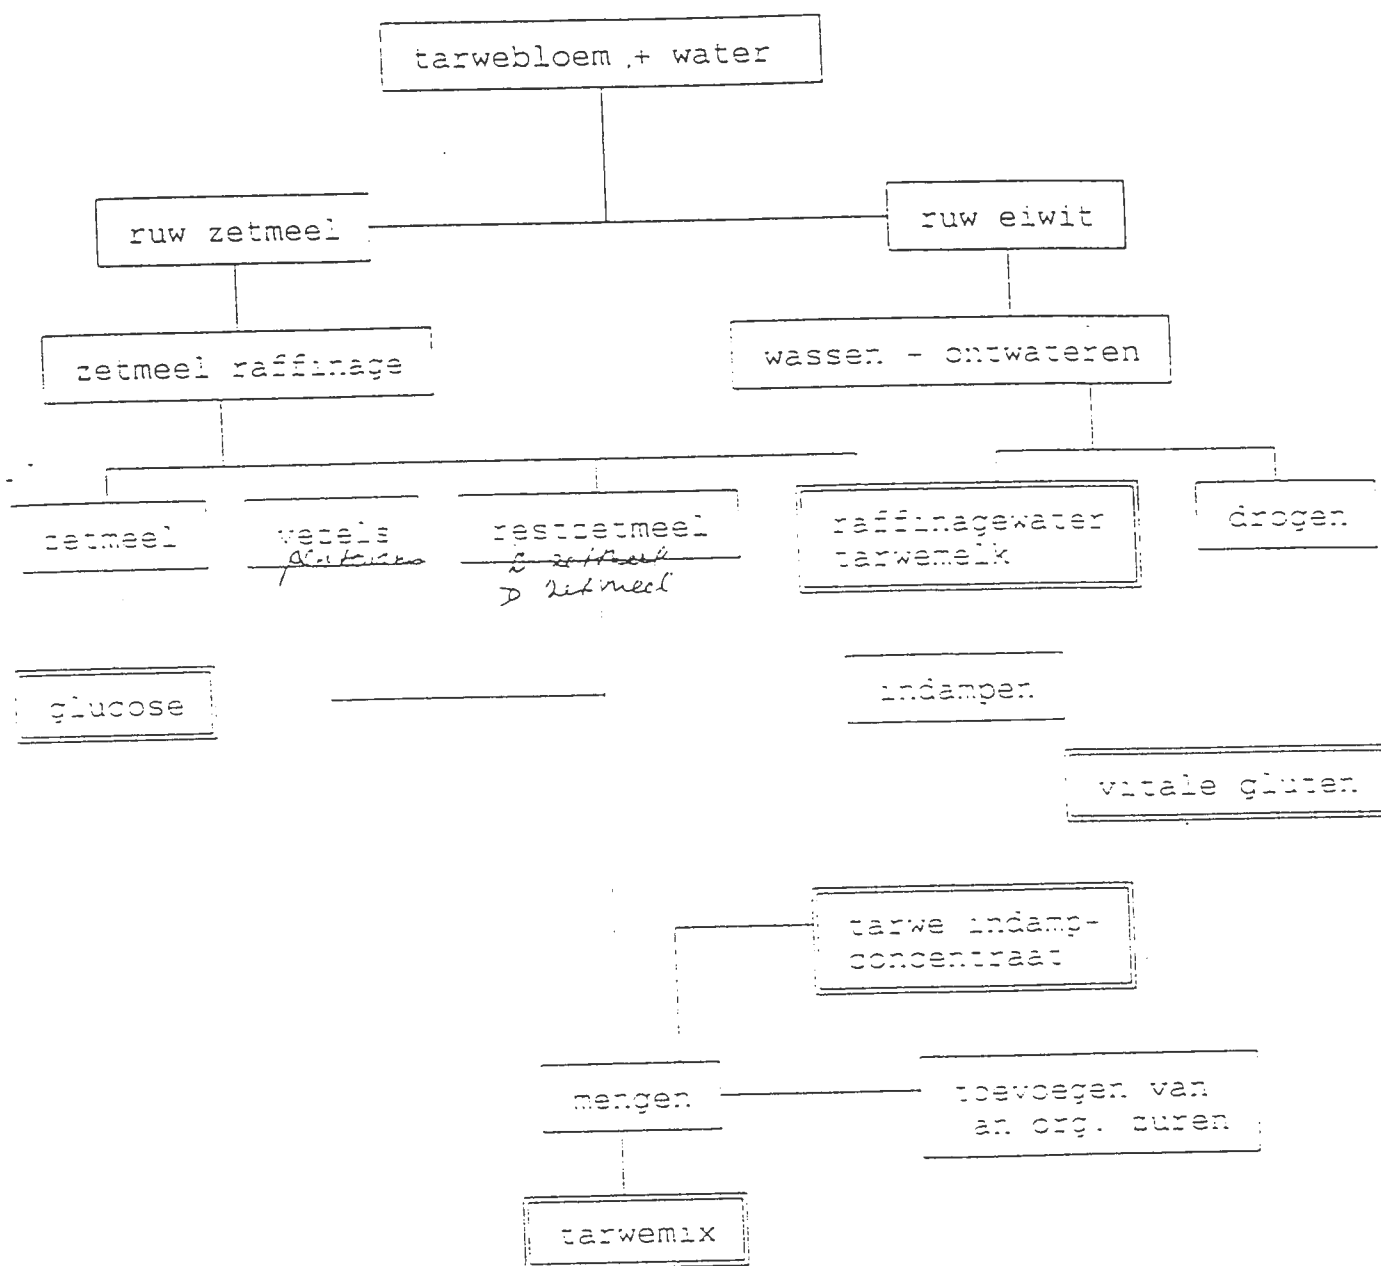 tarwebloem + water
ruw zetmeel
ruw eiwit
zetmeel raffinage
wassen - ontwateren
zetmeel
vezels
restzetmeel
raffinagewater
tarwemelk
drogen
D zetmeel
glucose
indampen
vitale gluten
tarwe indamp-
concentraat
mengen
toevoegen van
an org. zuren
tarwemix